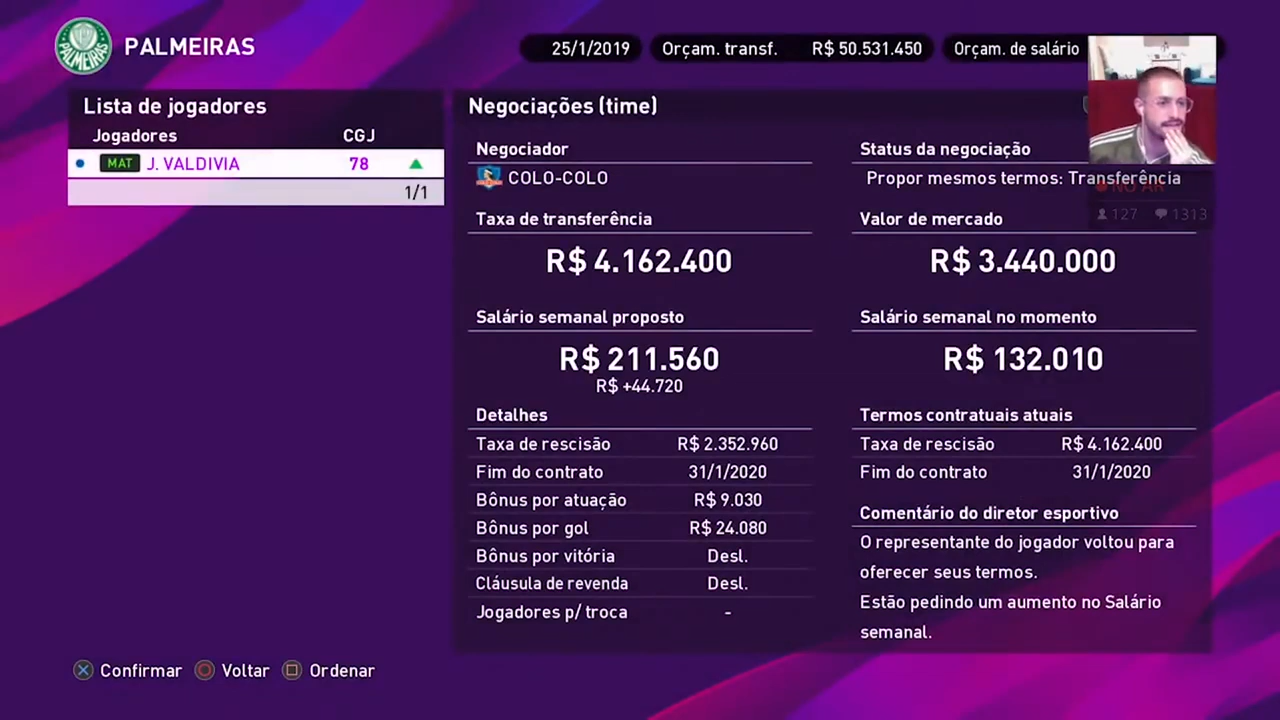 PALMEIRAS
25/1/2019
Orçam. transf. R$ 50.531.450
Orçam. de salário
Lista de jogadores
Jogadores CGJ
MAT J. VALDIVIA 78
1/1
Negociações (time)
Negociador
COLO-COLO
Status da negociação
Propor mesmos termos: Transferência
NO AR
127 1313
Taxa de transferência
R$ 4.162.400
Valor de mercado
R$ 3.440.000
Salário semanal proposto
R$ 211.560
R$ +44.720
Salário semanal no momento
R$ 132.010
Detalhes
Taxa de rescisão R$ 2.352.960
Fim do contrato 31/1/2020
Bônus por atuação R$ 9.030
Bônus por gol R$ 24.080
Bônus por vitória Desl.
Cláusula de revenda Desl.
Jogadores p/ troca -
Termos contratuais atuais
Taxa de rescisão R$ 4.162.400
Fim do contrato 31/1/2020
Comentário do diretor esportivo
O representante do jogador voltou para
oferecer seus termos.
Estão pedindo um aumento no Salário
semanal.
Confirmar Voltar Ordenar